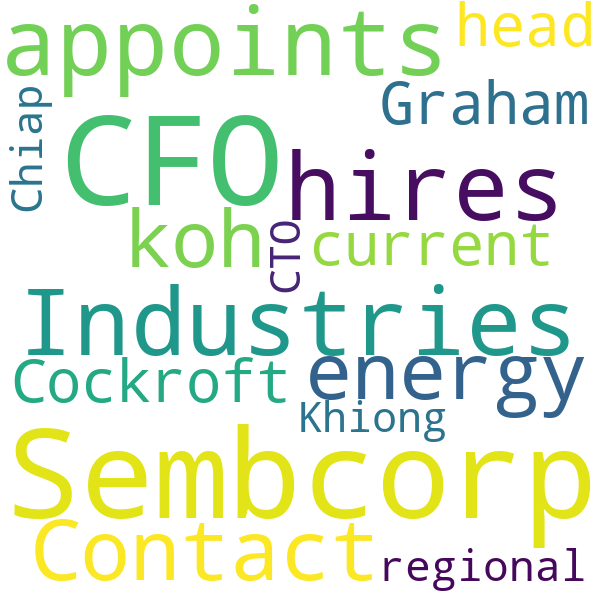 appoints
head
Chiap
Graham
CFO
hires
koh
CTO
current
Industries
Cockroft
energy
Khiong
Sembcorp
Contact
regional